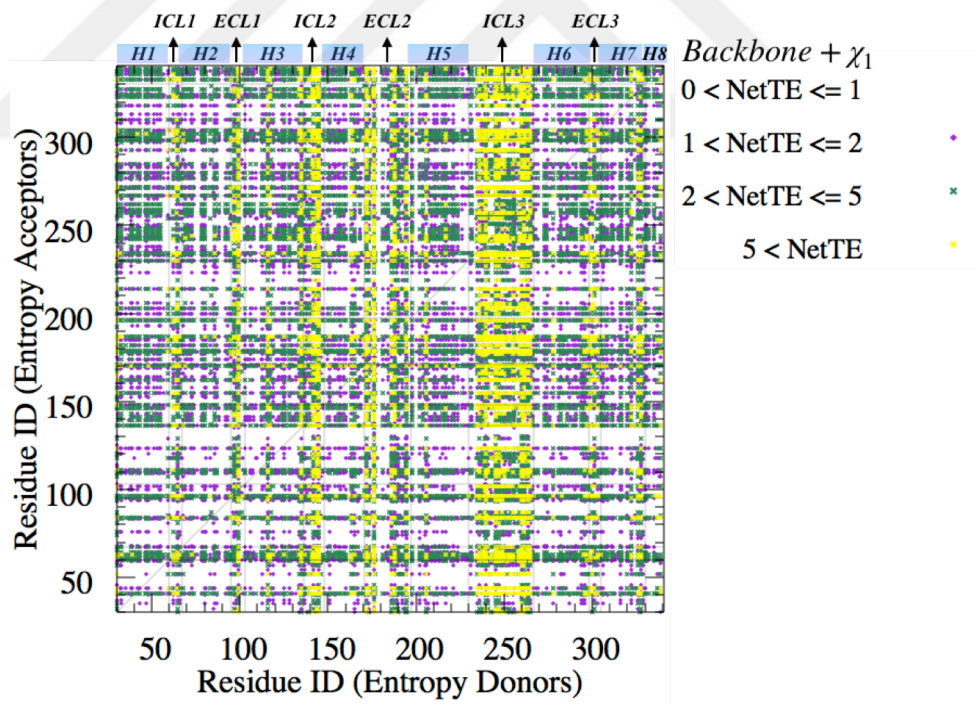 ICL1 ECL1 ICL2 ECL2 ICL3 ECL3
H1 H2 H3 H4 H5 H6 H7 H8
Backbone + χ₁
0 < NetTE <= 1
1 < NetTE <= 2
2 < NetTE <= 5
5 < NetTE
Residue ID (Entropy Acceptors)
300
250
200
150
100
50
50 100 150 200 250 300
Residue ID (Entropy Donors)